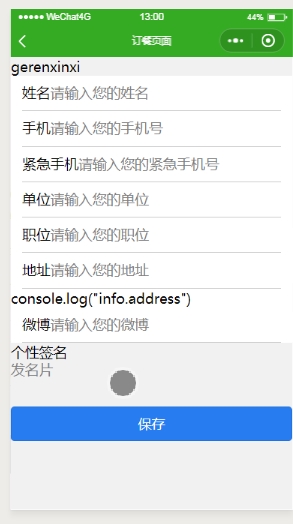 WeChat4G 13:00 44%
订餐页面
gerenxinxi
姓名请输入您的姓名
手机请输入您的手机号
紧急手机请输入您的紧急手机号
单位请输入您的单位
职位请输入您的职位
地址请输入您的地址
console.log("info.address")
微博请输入您的微博
个性签名
发名片
保存